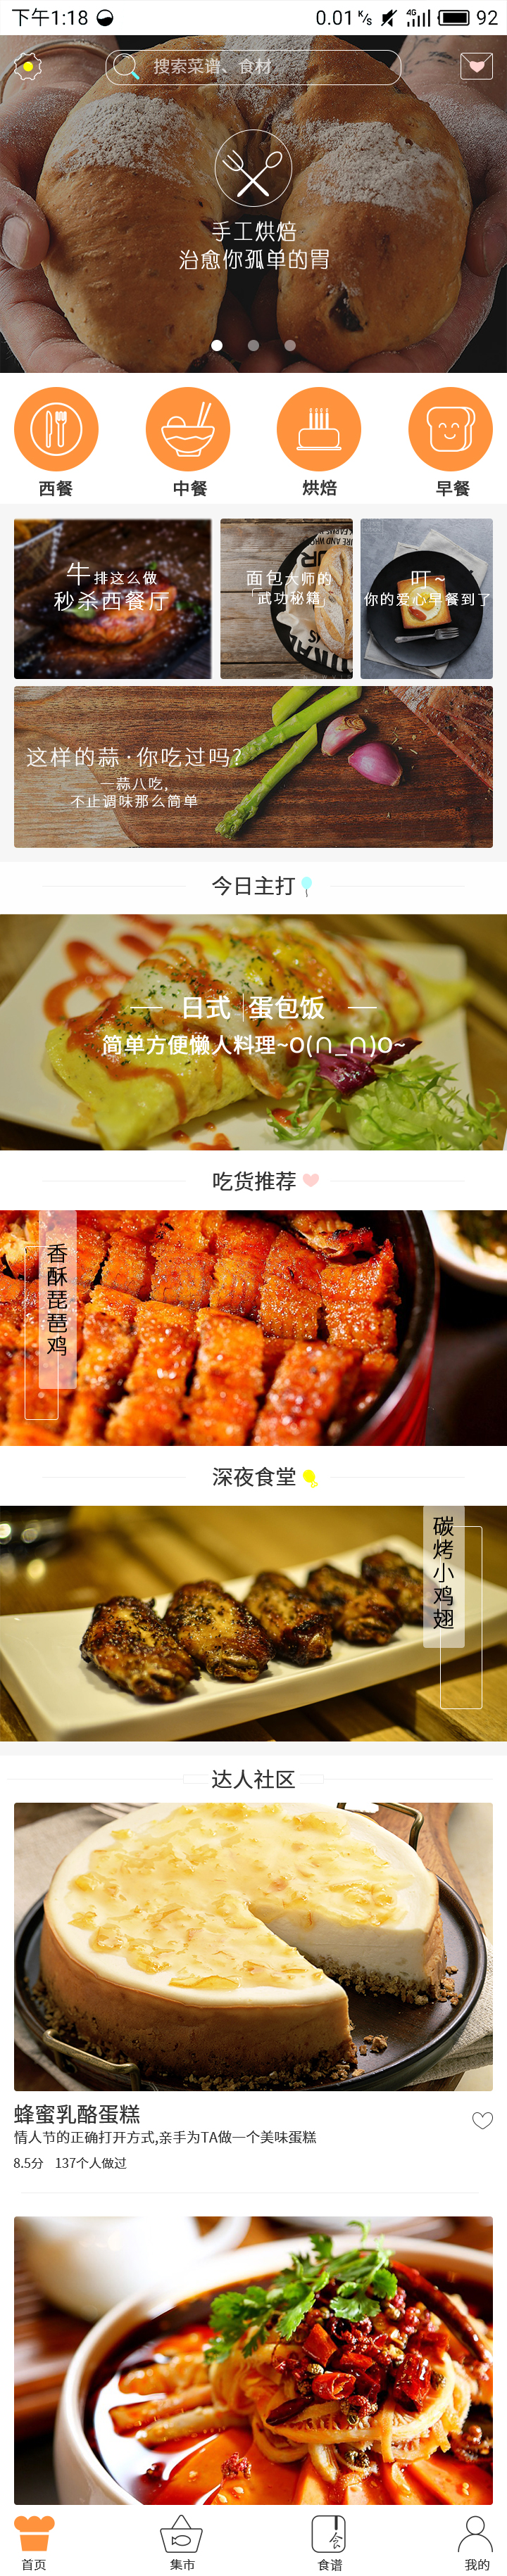 下午1:18 0.01 K/s 4G 92
搜索菜谱、食材
手工烘焙
治愈你孤单的胃
西餐 中餐 烘焙 早餐
牛排这么做
秒杀西餐厅
面包大师的
「武功秘籍」
叮~
你的爱心早餐到了
这样的蒜·你吃过吗?
一蒜八吃,
不止调味那么简单
今日主打
日式 蛋包饭
简单方便懒人料理~O(∩_∩)O~
吃货推荐
香酥琵琶鸡
深夜食堂
碳烤小鸡翅
达人社区
蜂蜜乳酪蛋糕
情人节的正确打开方式,亲手为TA做一个美味蛋糕
8.5分 137个人做过
首页 集市 食谱 我的